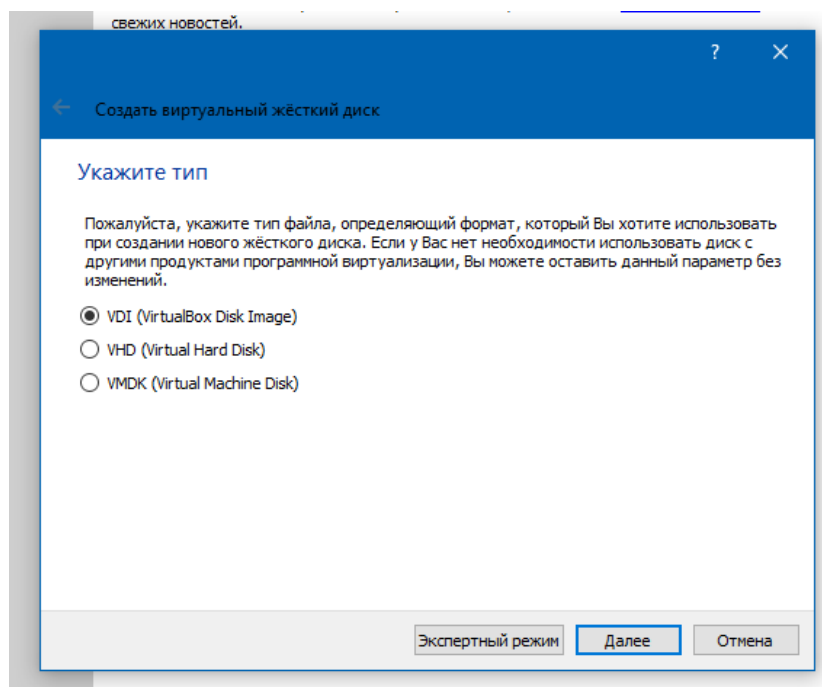 свежих новостей.
?
Создать виртуальный жёсткий диск
Укажите тип
Пожалуйста, укажите тип файла, определяющий формат, который Вы хотите использовать
при создании нового жёсткого диска. Если у Вас нет необходимости использовать диск с
другими продуктами программной виртуализации, Вы можете оставить данный параметр без
изменений.
VDI (VirtualBox Disk Image)
VHD (Virtual Hard Disk)
VMDK (Virtual Machine Disk)
Экспертный режим Далее Отмена